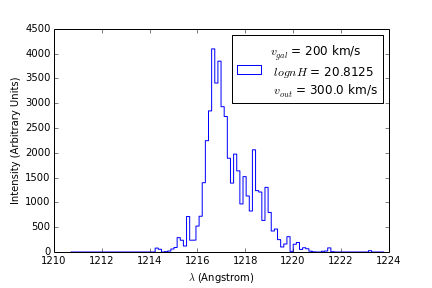 4500
4000
3500
3000
2500
2000
1500
1000
500
0
Intensity (Arbitrary Units)
v_gal = 200 km/s
lognH = 20.8125
v_out = 300.0 km/s
1210 1212 1214 1216 1218 1220 1222 1224
λ (Angstrom)